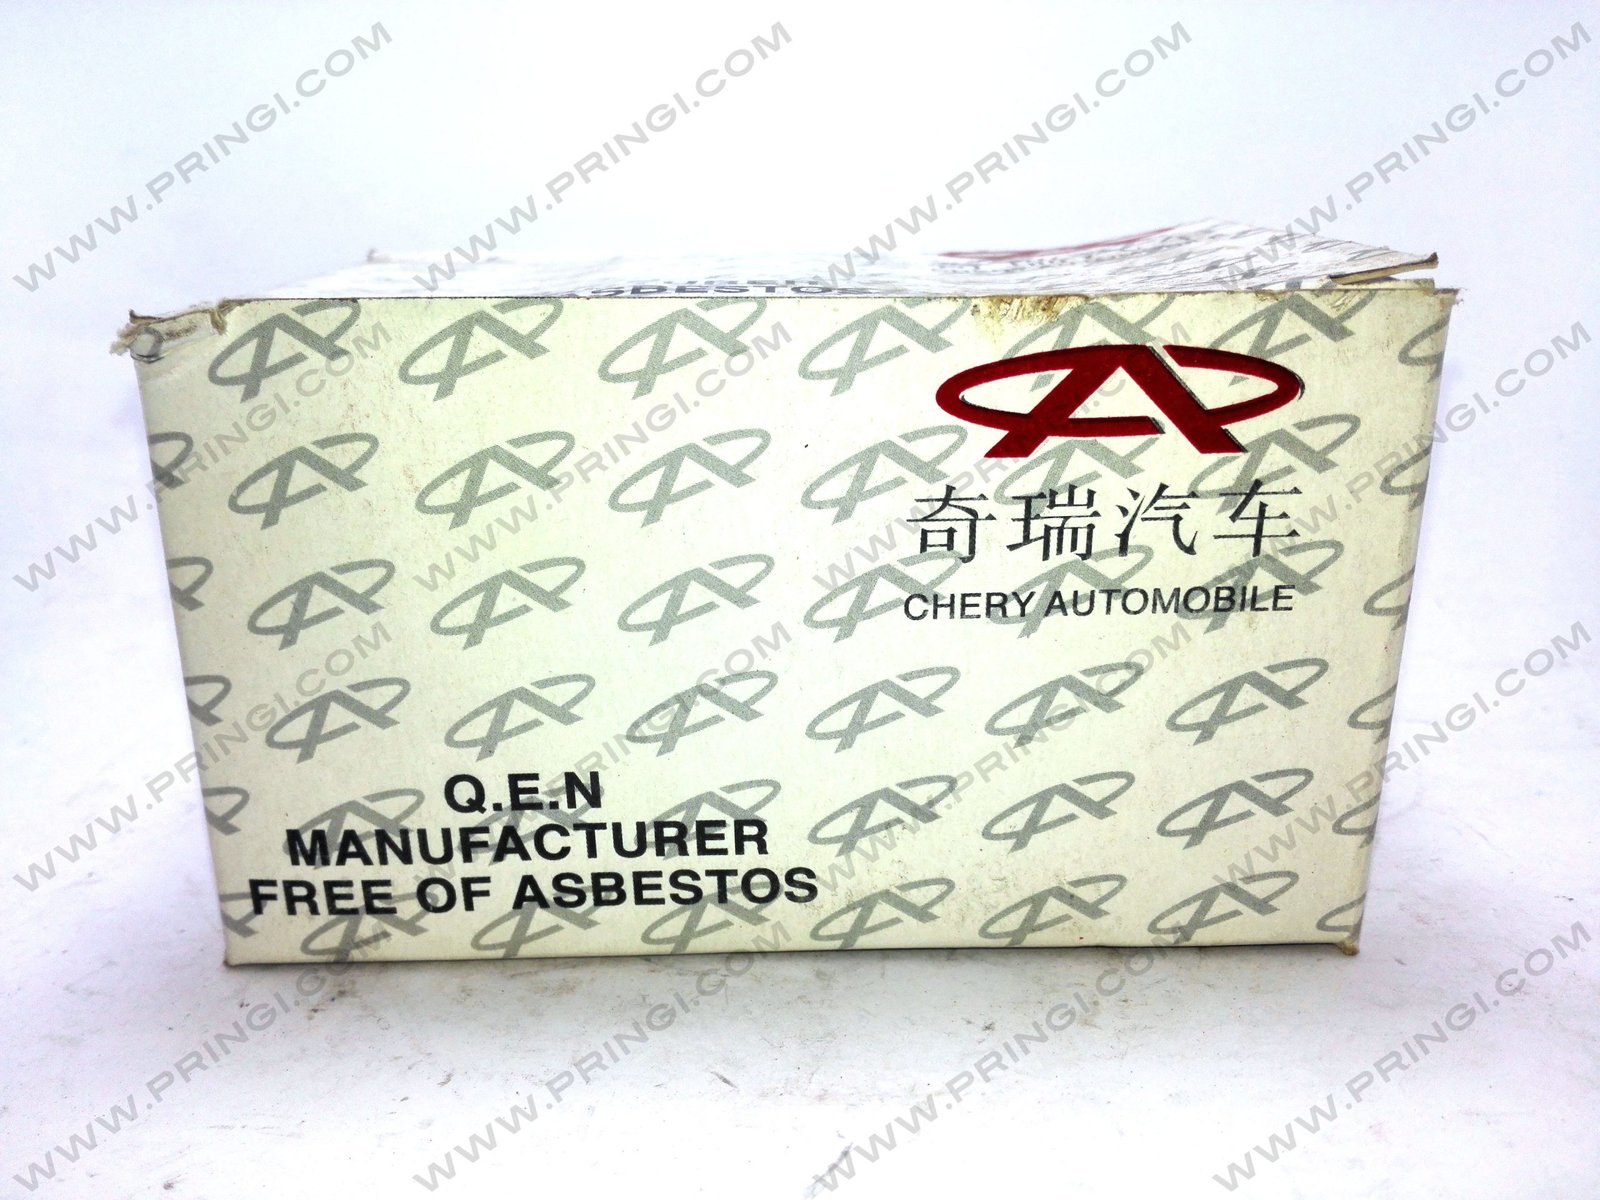 奇瑞汽车
CHERY AUTOMOBILE
Q.E.N
MANUFACTURER
FREE OF ASBESTOS
WWW.PRINGI.COM